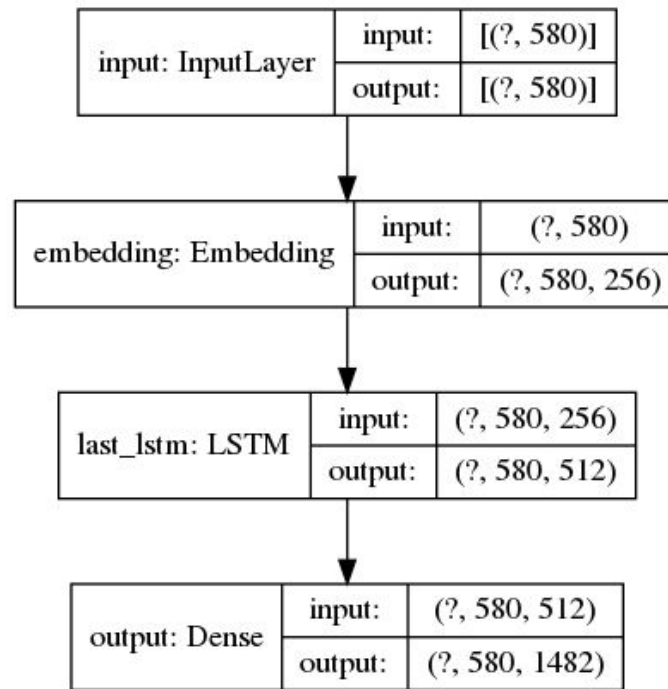 input: InputLayer
input: [(?, 580)]
output: [(?, 580)]
embedding: Embedding
input: (?, 580)
output: (?, 580, 256)
last_lstm: LSTM
input: (?, 580, 256)
output: (?, 580, 512)
output: Dense
input: (?, 580, 512)
output: (?, 580, 1482)